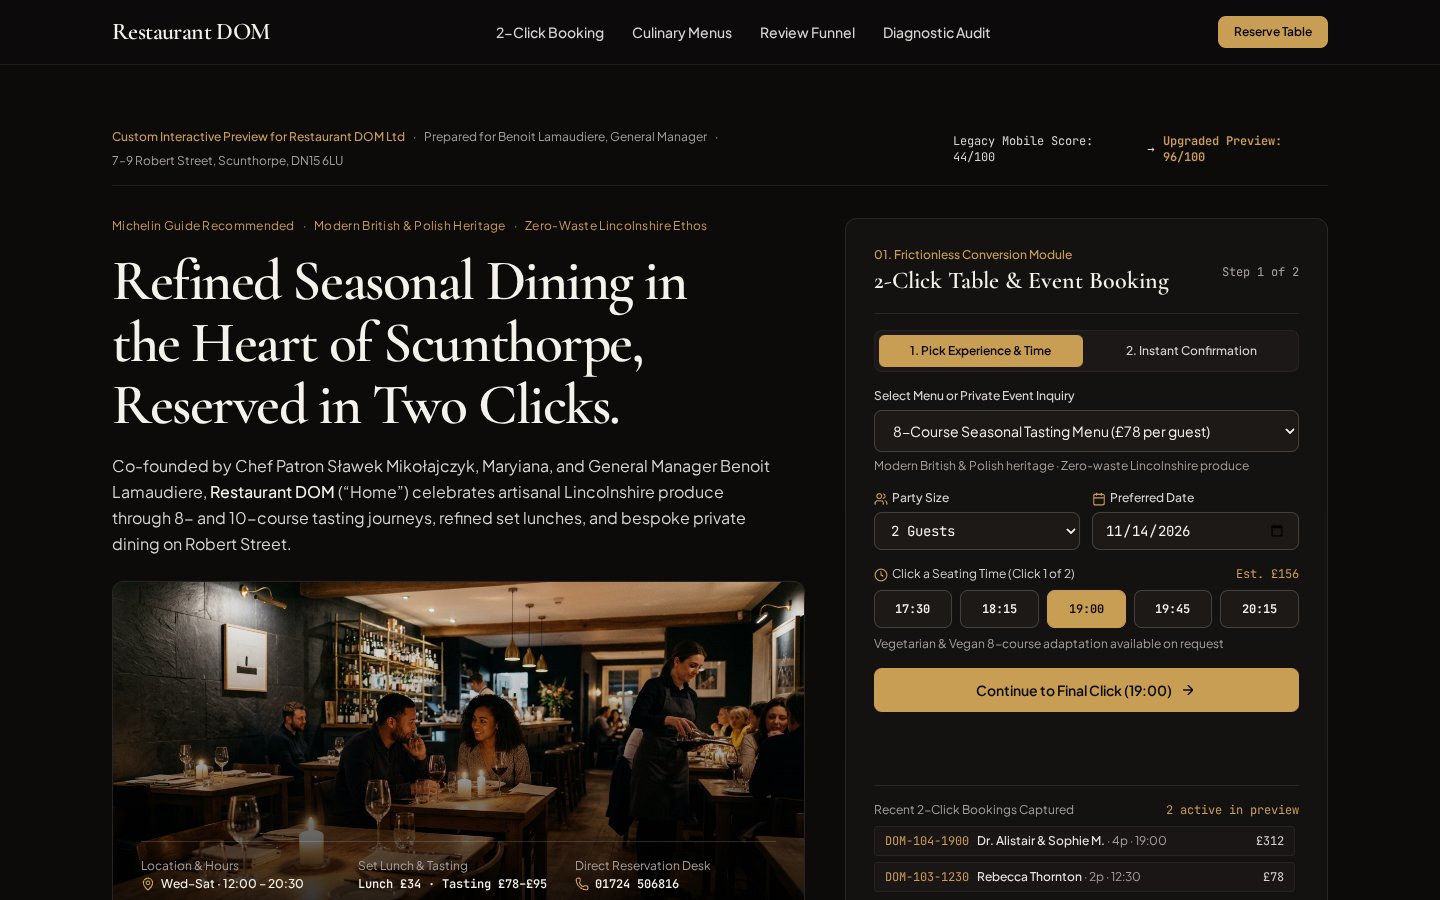 Restaurant DOM
2–Click Booking
Culinary Menus
Review Funnel
Diagnostic Audit
Reserve Table
Custom Interactive Preview for Restaurant DOM Ltd · Prepared for Benoit Lamaudiere, General Manager ·
7–9 Robert Street, Scunthorpe, DN15 6LU
Legacy Mobile Score:
44/100
→
Upgraded Preview:
96/100
Michelin Guide Recommended · Modern British & Polish Heritage · Zero-Waste Lincolnshire Ethos
Refined Seasonal Dining in
the Heart of Scunthorpe,
Reserved in Two Clicks.
Co-founded by Chef Patron Sławek Mikołajczyk, Maryiana, and General Manager Benoit
Lamaudiere, Restaurant DOM (“Home”) celebrates artisanal Lincolnshire produce
through 8– and 10–course tasting journeys, refined set lunches, and bespoke private
dining on Robert Street.
Location & Hours
Wed–Sat · 12:00 – 20:30
Set Lunch & Tasting
Lunch £34 · Tasting £78–£95
Direct Reservation Desk
01724 506816
01. Frictionless Conversion Module
2-Click Table & Event Booking
Step 1 of 2
1. Pick Experience & Time
2. Instant Confirmation
Select Menu or Private Event Inquiry
8–Course Seasonal Tasting Menu (£78 per guest)
Modern British & Polish heritage · Zero-waste Lincolnshire produce
Party Size
Preferred Date
2 Guests
11/14/2026
Click a Seating Time (Click 1 of 2)
Est. £156
17:30
18:15
19:00
19:45
20:15
Vegetarian & Vegan 8–course adaptation available on request
Continue to Final Click (19:00) →
Recent 2–Click Bookings Captured
2 active in preview
DOM-104-1900 Dr. Alistair & Sophie M. · 4p · 19:00 £312
DOM-103-1230 Rebecca Thornton · 2p · 12:30 £78